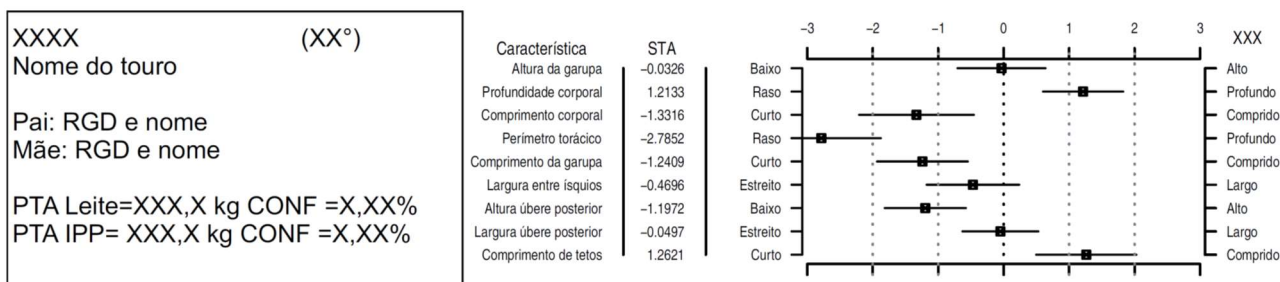 XXXX (XX°)
Nome do touro
Pai: RGD e nome
Mãe: RGD e nome
PTA Leite=XXX,X kg CONF =X,XX%
PTA IPP= XXX,X kg CONF =X,XX%
−3 −2 −1 0 1 2 3
Característica STA XXX
Altura da garupa −0.0326 Baixo Alto
Profundidade corporal 1.2133 Raso Profundo
Comprimento corporal −1.3316 Curto Comprido
Perímetro torácico −2.7852 Raso Profundo
Comprimento da garupa −1.2409 Curto Comprido
Largura entre ísquios −0.4696 Estreito Largo
Altura úbere posterior −1.1972 Baixo Alto
Largura úbere posterior −0.0497 Estreito Largo
Comprimento de tetos 1.2621 Curto Comprido